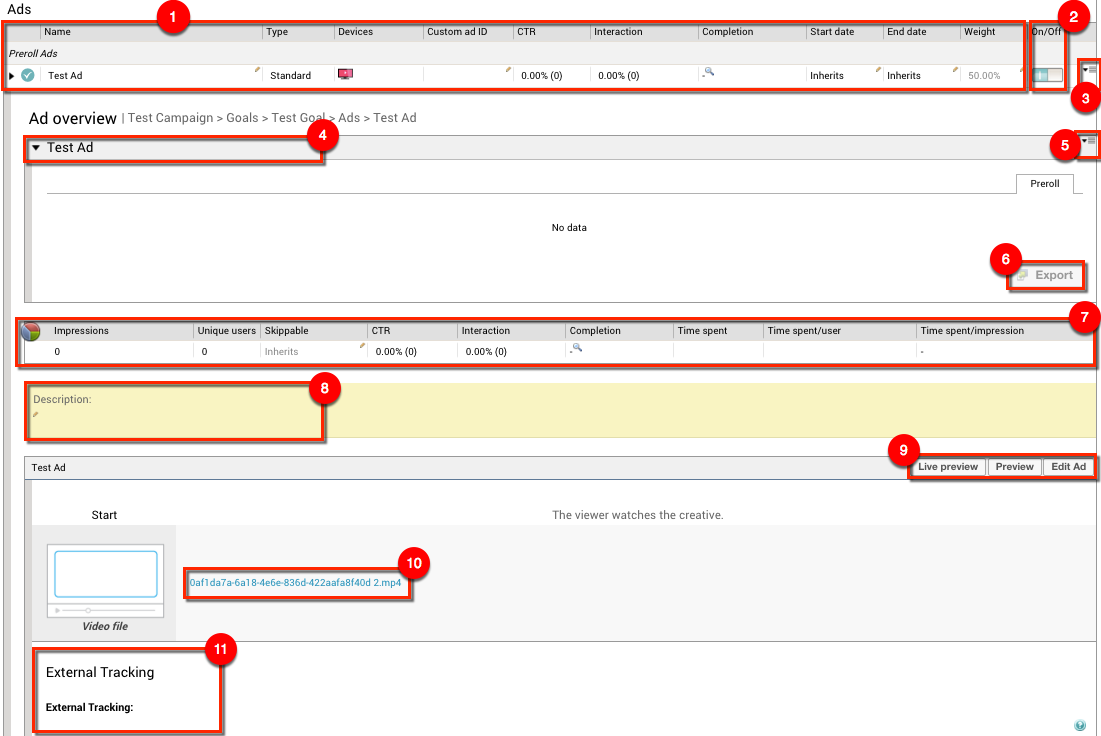 Ads
1
2
Name Type Devices Custom ad ID CTR Interaction Completion Start date End date Weight On/Off
Preroll Ads
Test Ad Standard 0.00% (0) 0.00% (0) - Inherits Inherits 50.00%
3
Ad overview | Test Campaign > Goals > Test Goal > Ads > Test Ad
4
Test Ad
5
Preroll
No data
6
Export
7
Impressions Unique users Skippable CTR Interaction Completion Time spent Time spent/user Time spent/impression
0 0 Inherits 0.00% (0) 0.00% (0) - -
8
Description:
9
Test Ad Live preview Preview Edit Ad
Start The viewer watches the creative.
10
0af1da7a-6a18-4e6e-836d-422aafa8f40d 2.mp4
Video file
11
External Tracking
External Tracking:
?